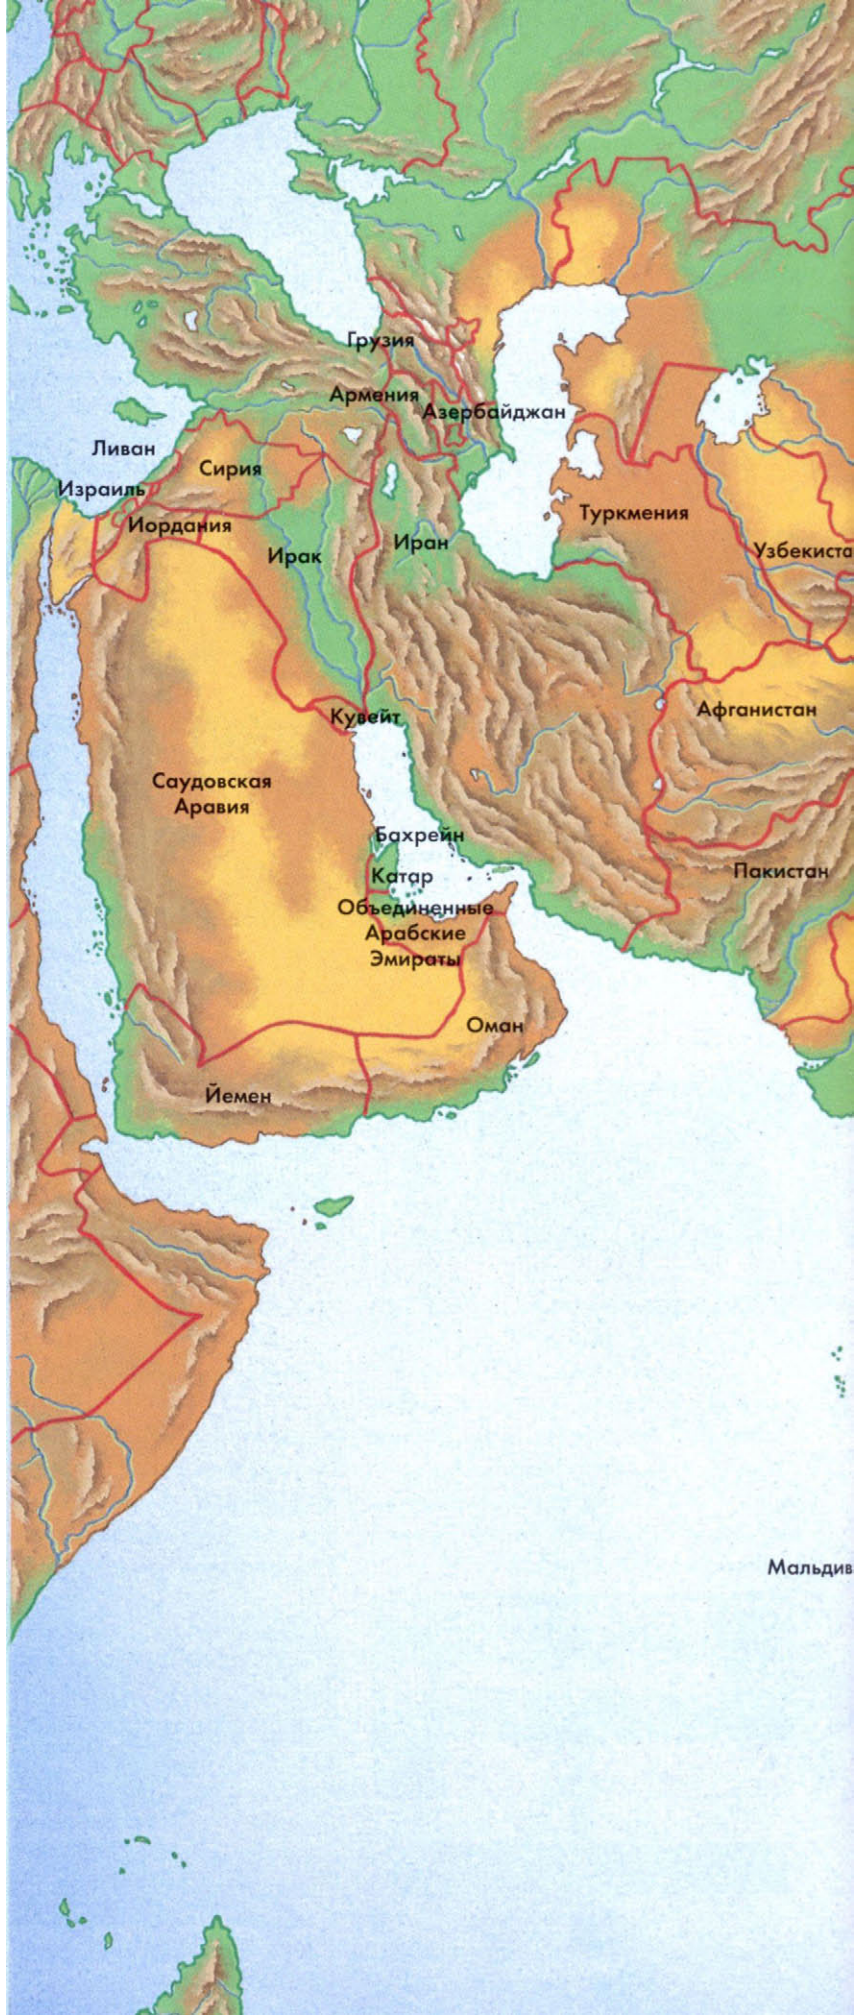 Грузия
Армения
Азербайджан
Ливан
Сирия
Израиль
Иордания
Туркмения
Ирак
Иран
Узбекиста
Афганистан
Кувейт
Саудовская
Аравия
Бахрейн
Катар
Пакистан
Объединенные
Арабские
Эмираты
Оман
Йемен
Мальдив